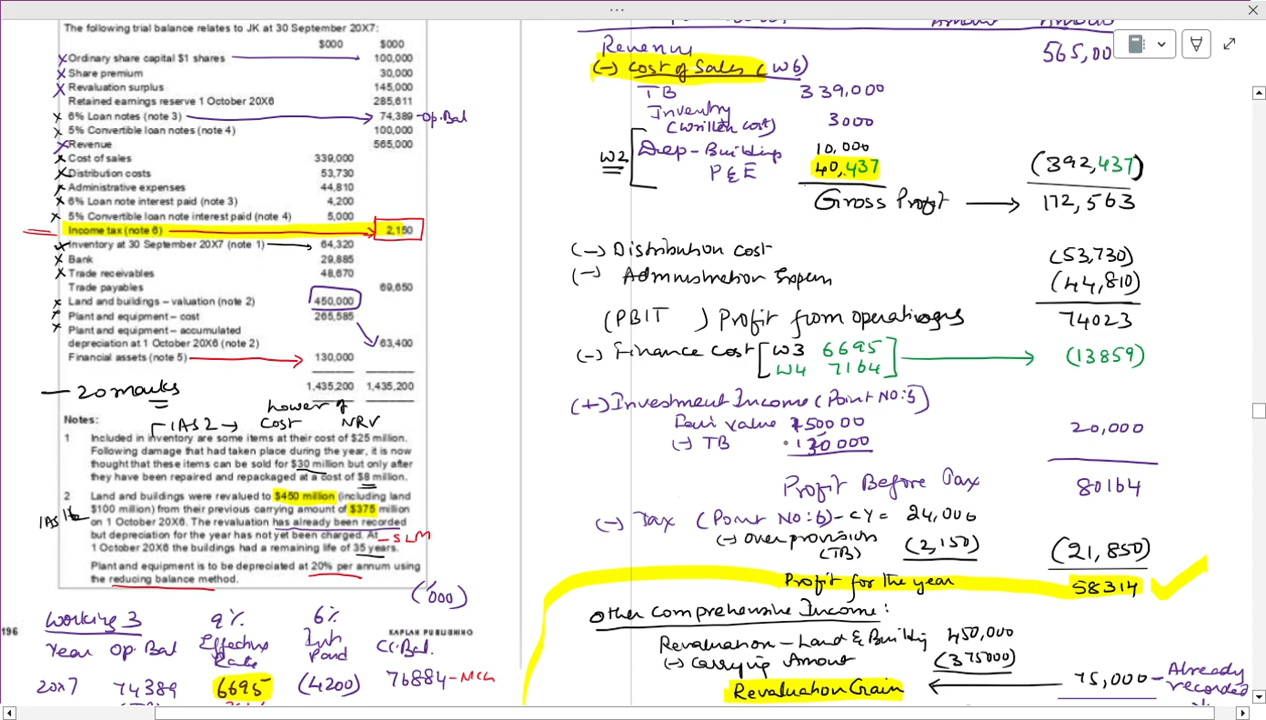 The following trial balance relates to JK at 30 September 20X7:
$000 $000
Ordinary share capital $1 shares 100,000
Share premium 30,000
Revaluation surplus 145,000
Retained earnings reserve 1 October 20X6 285,611
6% Loan notes (note 3) 74,389 - Op. Bal
5% Convertible loan notes (note 4) 100,000
Revenue 565,000
Cost of sales 339,000
Distribution costs 53,730
Administrative expenses 44,810
6% Loan note interest paid (note 3) 4,200
5% Convertible loan note interest paid (note 4) 5,000
Income tax (note 6) 2,150
Inventory at 30 September 20X7 (note 1) 64,320
Bank 29,885
Trade receivables 48,670
Trade payables 69,650
Land and buildings – valuation (note 2) 450,000
Plant and equipment – cost 265,585
Plant and equipment – accumulated
depreciation at 1 October 20X6 (note 2) 63,400
Financial assets (note 5) 130,000
— 20 marks
1,435,200 1,435,200
Notes:
IAS 2 → Lower of Cost NRV
1 Included in inventory are some items at their cost of $25 million.
Following damage that had taken place during the year, it is now
thought that these items can be sold for $30 million but only after
they have been repaired and repackaged at a cost of $8 million.
2 Land and buildings were revalued to $450 million (including land
$100 million) from their previous carrying amount of $375 million
IAS 16
on 1 October 20X6. The revaluation has already been recorded
but depreciation for the year has not yet been charged. At - SLM
1 October 20X6 the buildings had a remaining life of 35 years.
Plant and equipment is to be depreciated at 20% per annum using
the reducing balance method.
('000)
196
KAPLAN PUBLISHING
Working 3 9% 6%
Year Op. Bal Effective Rate Int Paid Cl. Bal
20x7 74389 6695 (4200) 76884 - NCL
Revenue 565,00
(-) Cost of Sales (W6)
TB 339,000
Inventory (written cost) 3000
W2
Dep - Building 10,000
P&E 40,437 (392,437)
Gross Profit → 172,563
(-) Distribution cost (53,730)
(-) Administration Expen (44,810)
(PBIT ) Profit from operations 74023
(-) Finance cost W3 6695
W4 7164 (13859)
(+) Investment Income (Point No:5)
Fair value 150000 20,000
(-) TB 130000
Profit Before Tax 80164
(-) Tax (Point No:6) - CY = 24,000
(-) over provision (TB) (2,150) (21,850)
Profit for the year 58314
Other Comprehensive Income:
Revaluation - Land & Building 450,000
(-) Carrying Amount (375000)
Revaluation Gain ← 75,000 - Already recorded